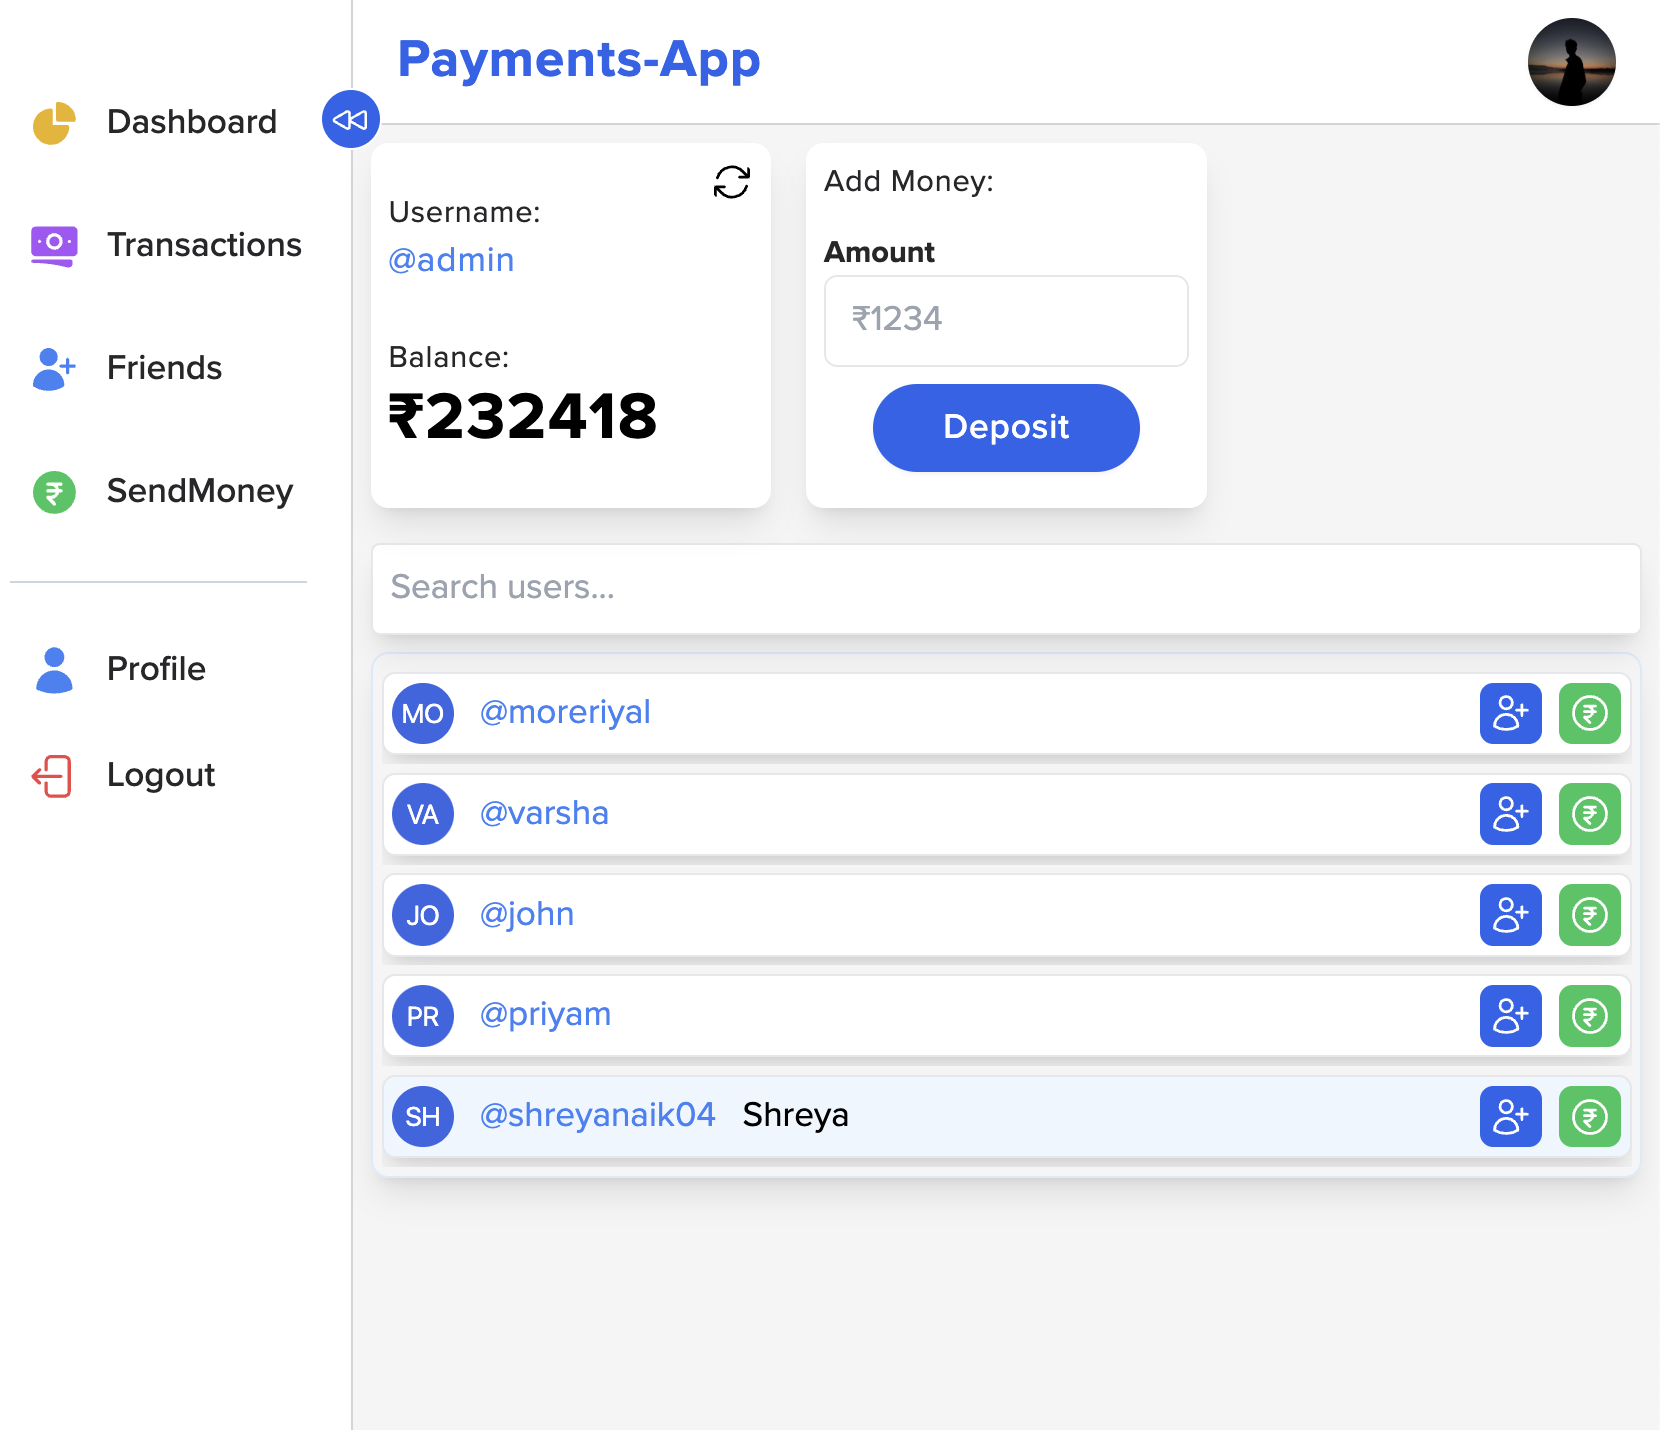 Payments-App
Dashboard
Transactions
Friends
SendMoney
Profile
Logout
Username:
@admin
Balance:
₹232418
Add Money:
Amount
₹1234
Deposit
Search users...
MO @moreriyal
VA @varsha
JO @john
PR @priyam
SH @shreyanaik04 Shreya